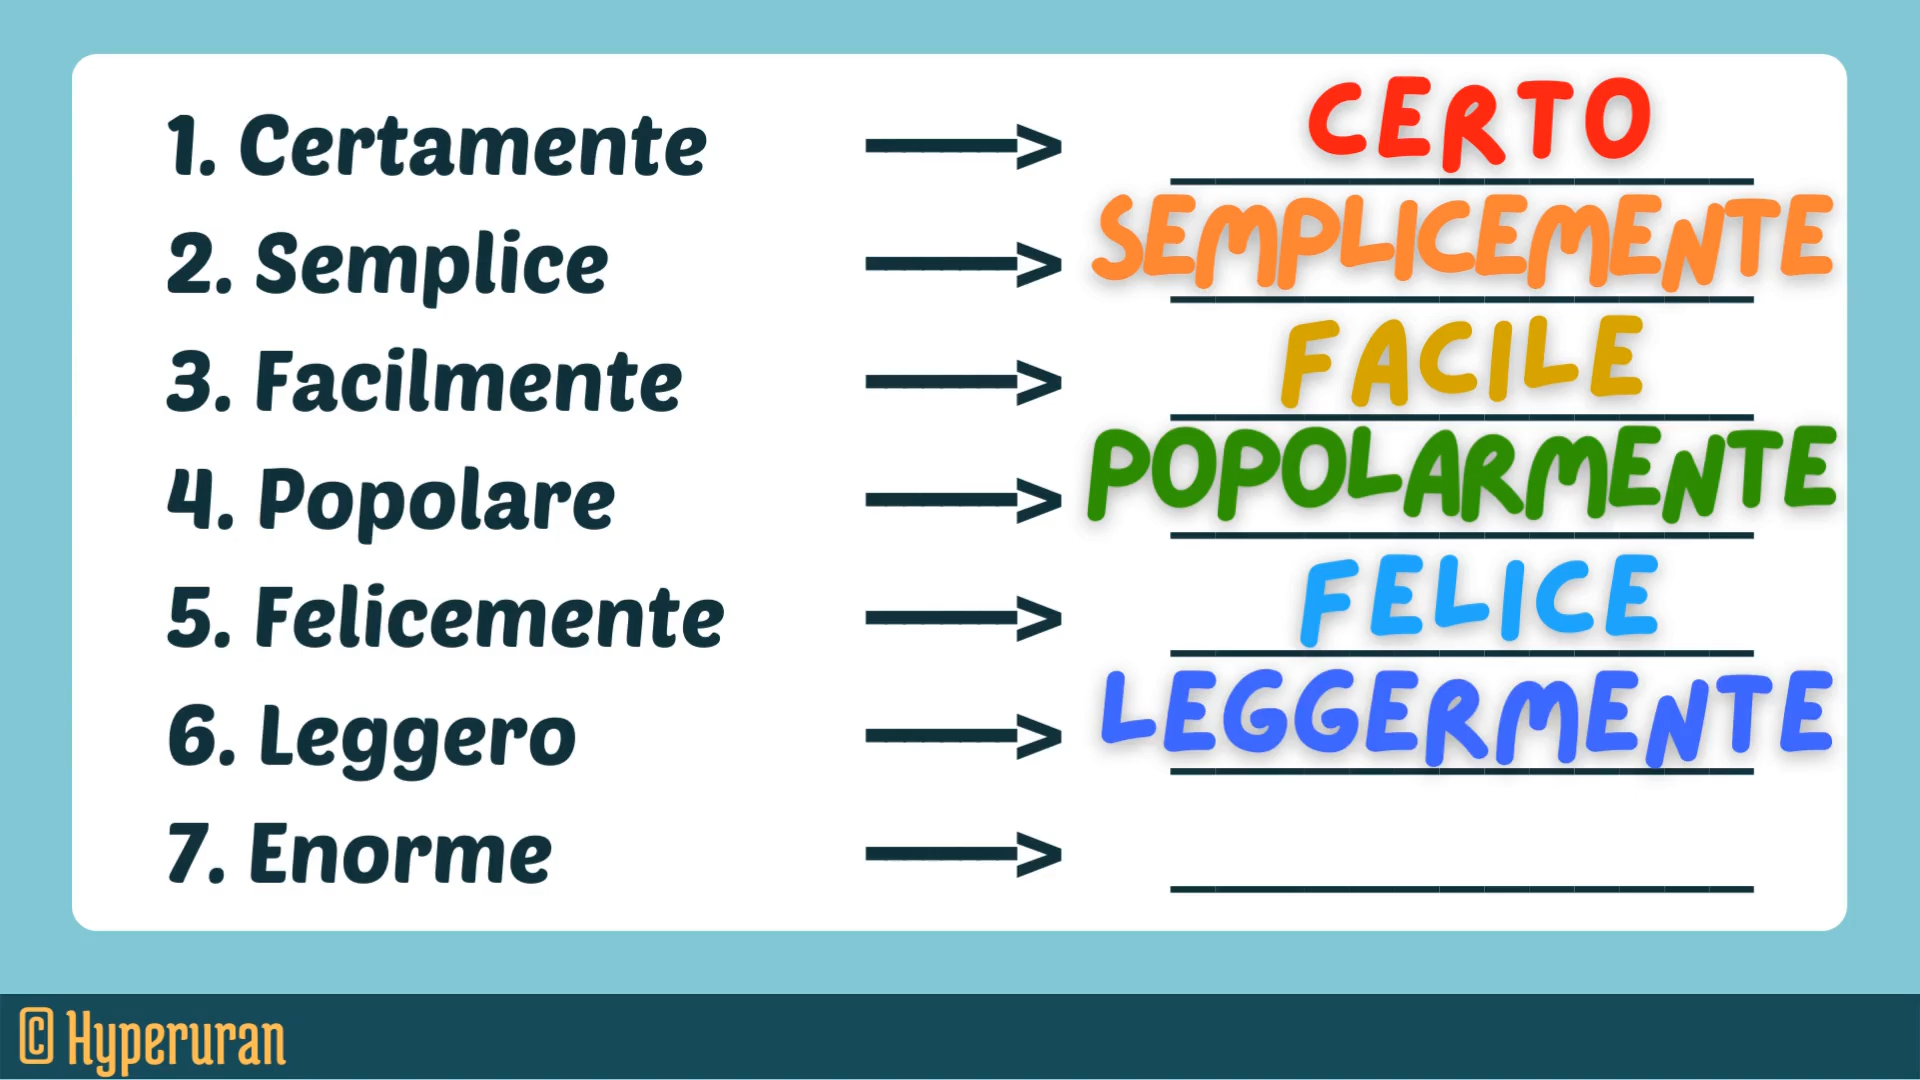 1. Certamente ⟶ CERTO
2. Semplice ⟶ SEMPLICEMENTE
3. Facilmente ⟶ FACILE
4. Popolare ⟶ POPOLARMENTE
5. Felicemente ⟶ FELICE
6. Leggero ⟶ LEGGERMENTE
7. Enorme ⟶
© Hyperuran